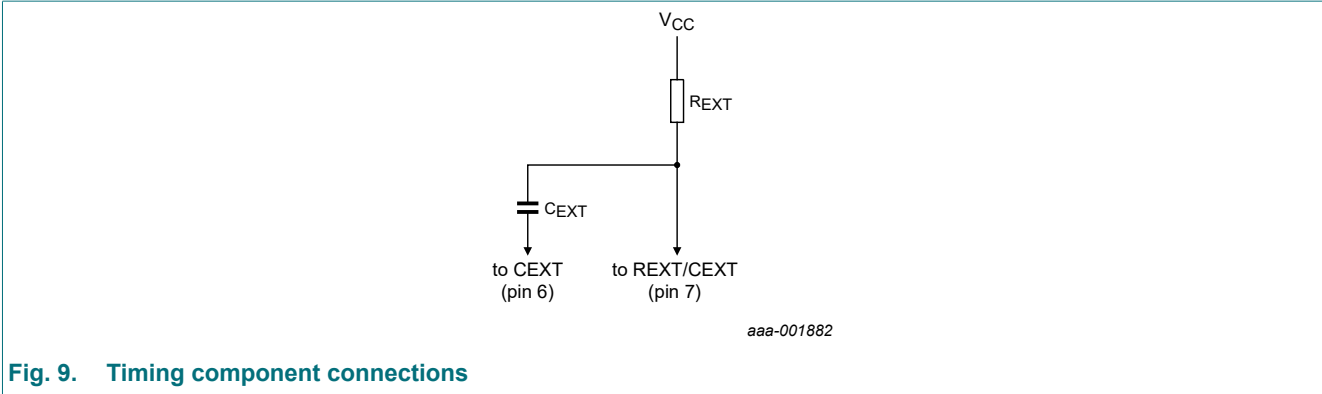 VCC
REXT
CEXT
to CEXT
(pin 6)
to REXT/CEXT
(pin 7)
aaa-001882
Fig. 9. Timing component connections